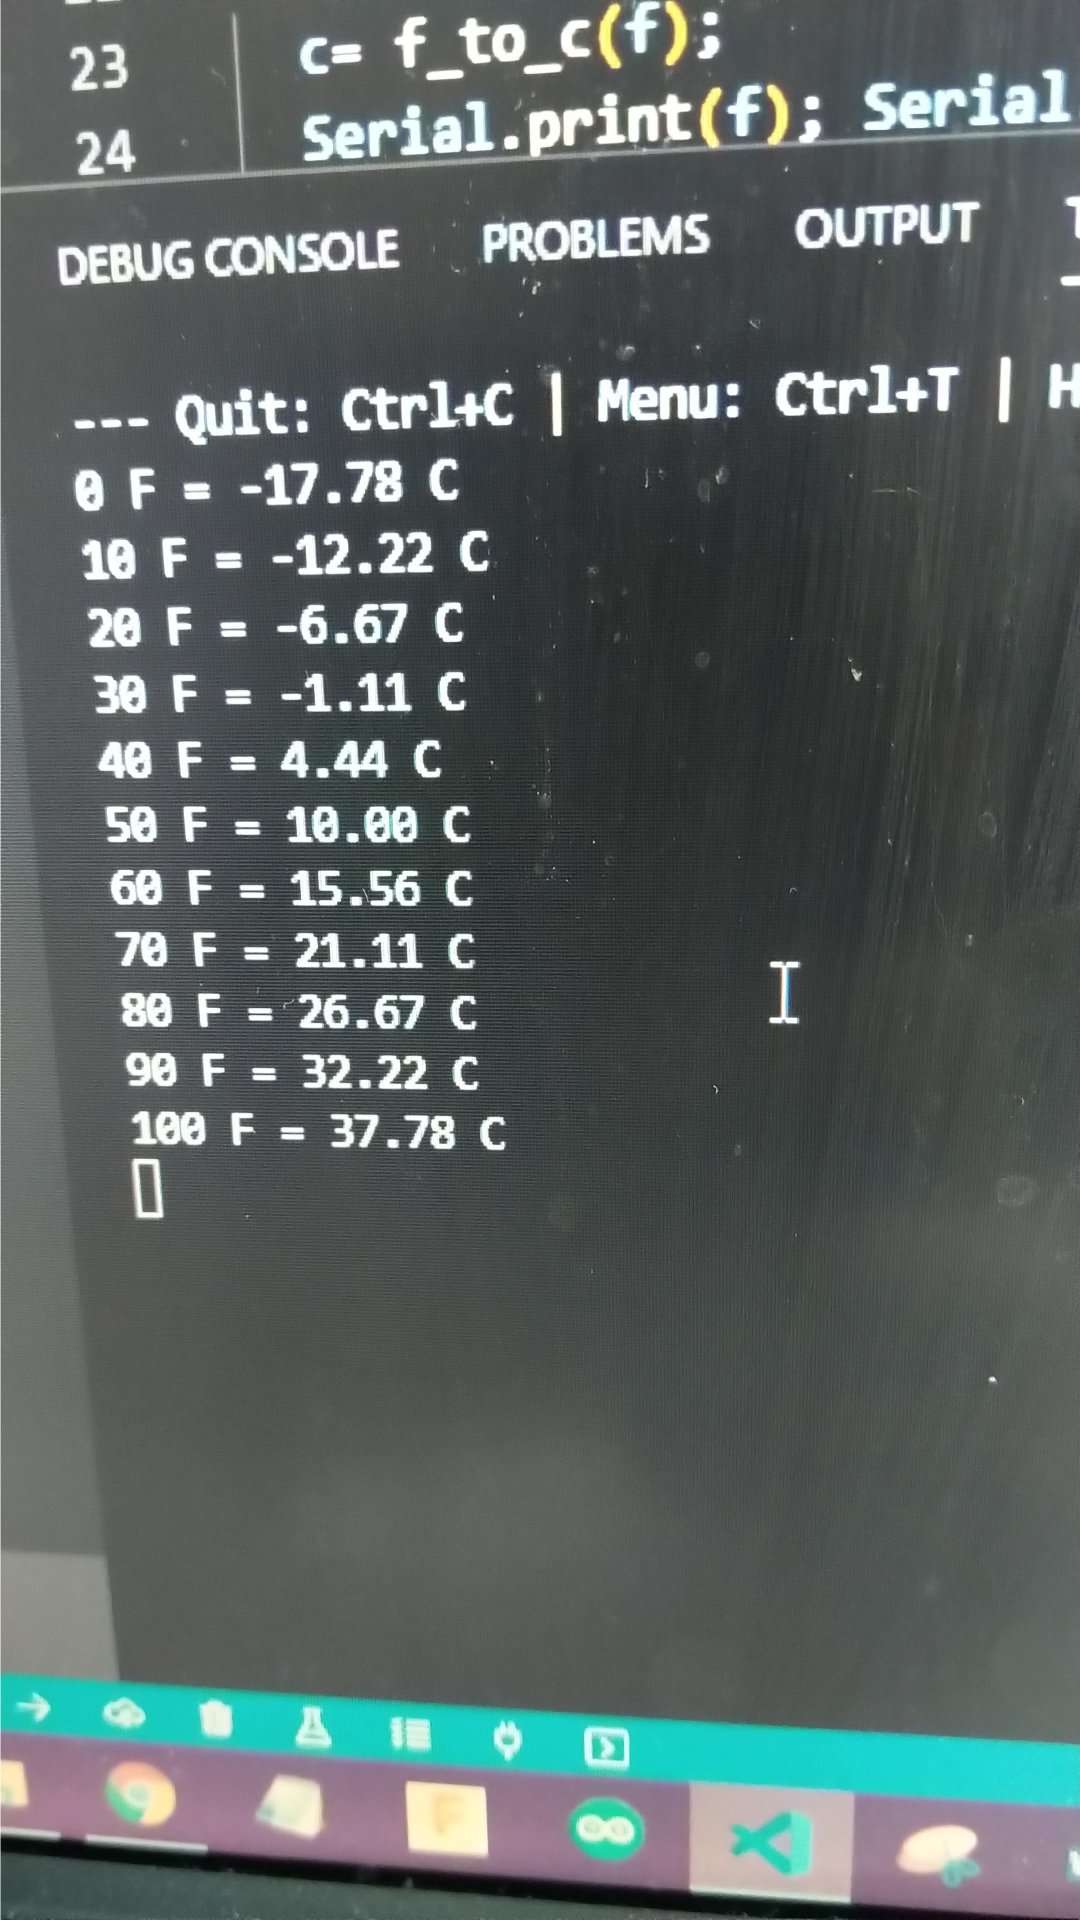 23 c= f_to_c(f);
24 Serial.print(f); Serial
DEBUG CONSOLE PROBLEMS OUTPUT
--- Quit: Ctrl+C | Menu: Ctrl+T | H
0 F = -17.78 C
10 F = -12.22 C
20 F = -6.67 C
30 F = -1.11 C
40 F = 4.44 C
50 F = 10.00 C
60 F = 15.56 C
70 F = 21.11 C
80 F = 26.67 C
90 F = 32.22 C
100 F = 37.78 C